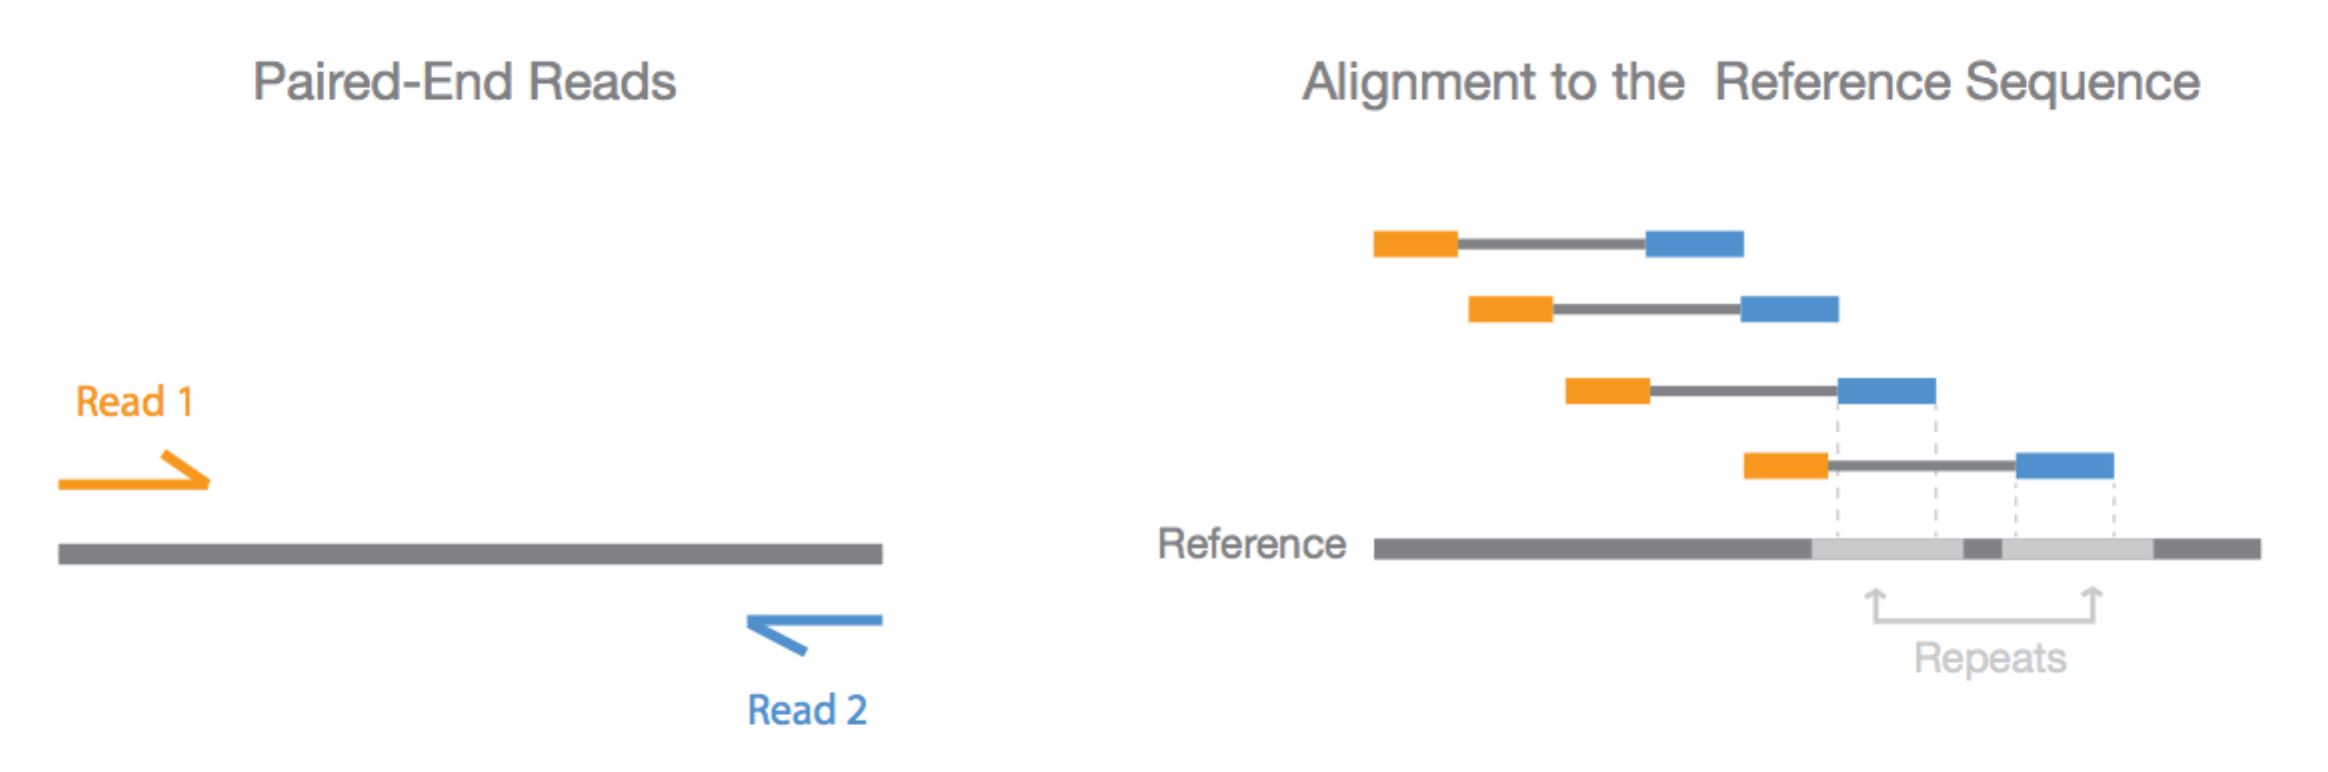 Paired-End Reads
Alignment to the Reference Sequence
Read 1
Read 2
Reference
Repeats